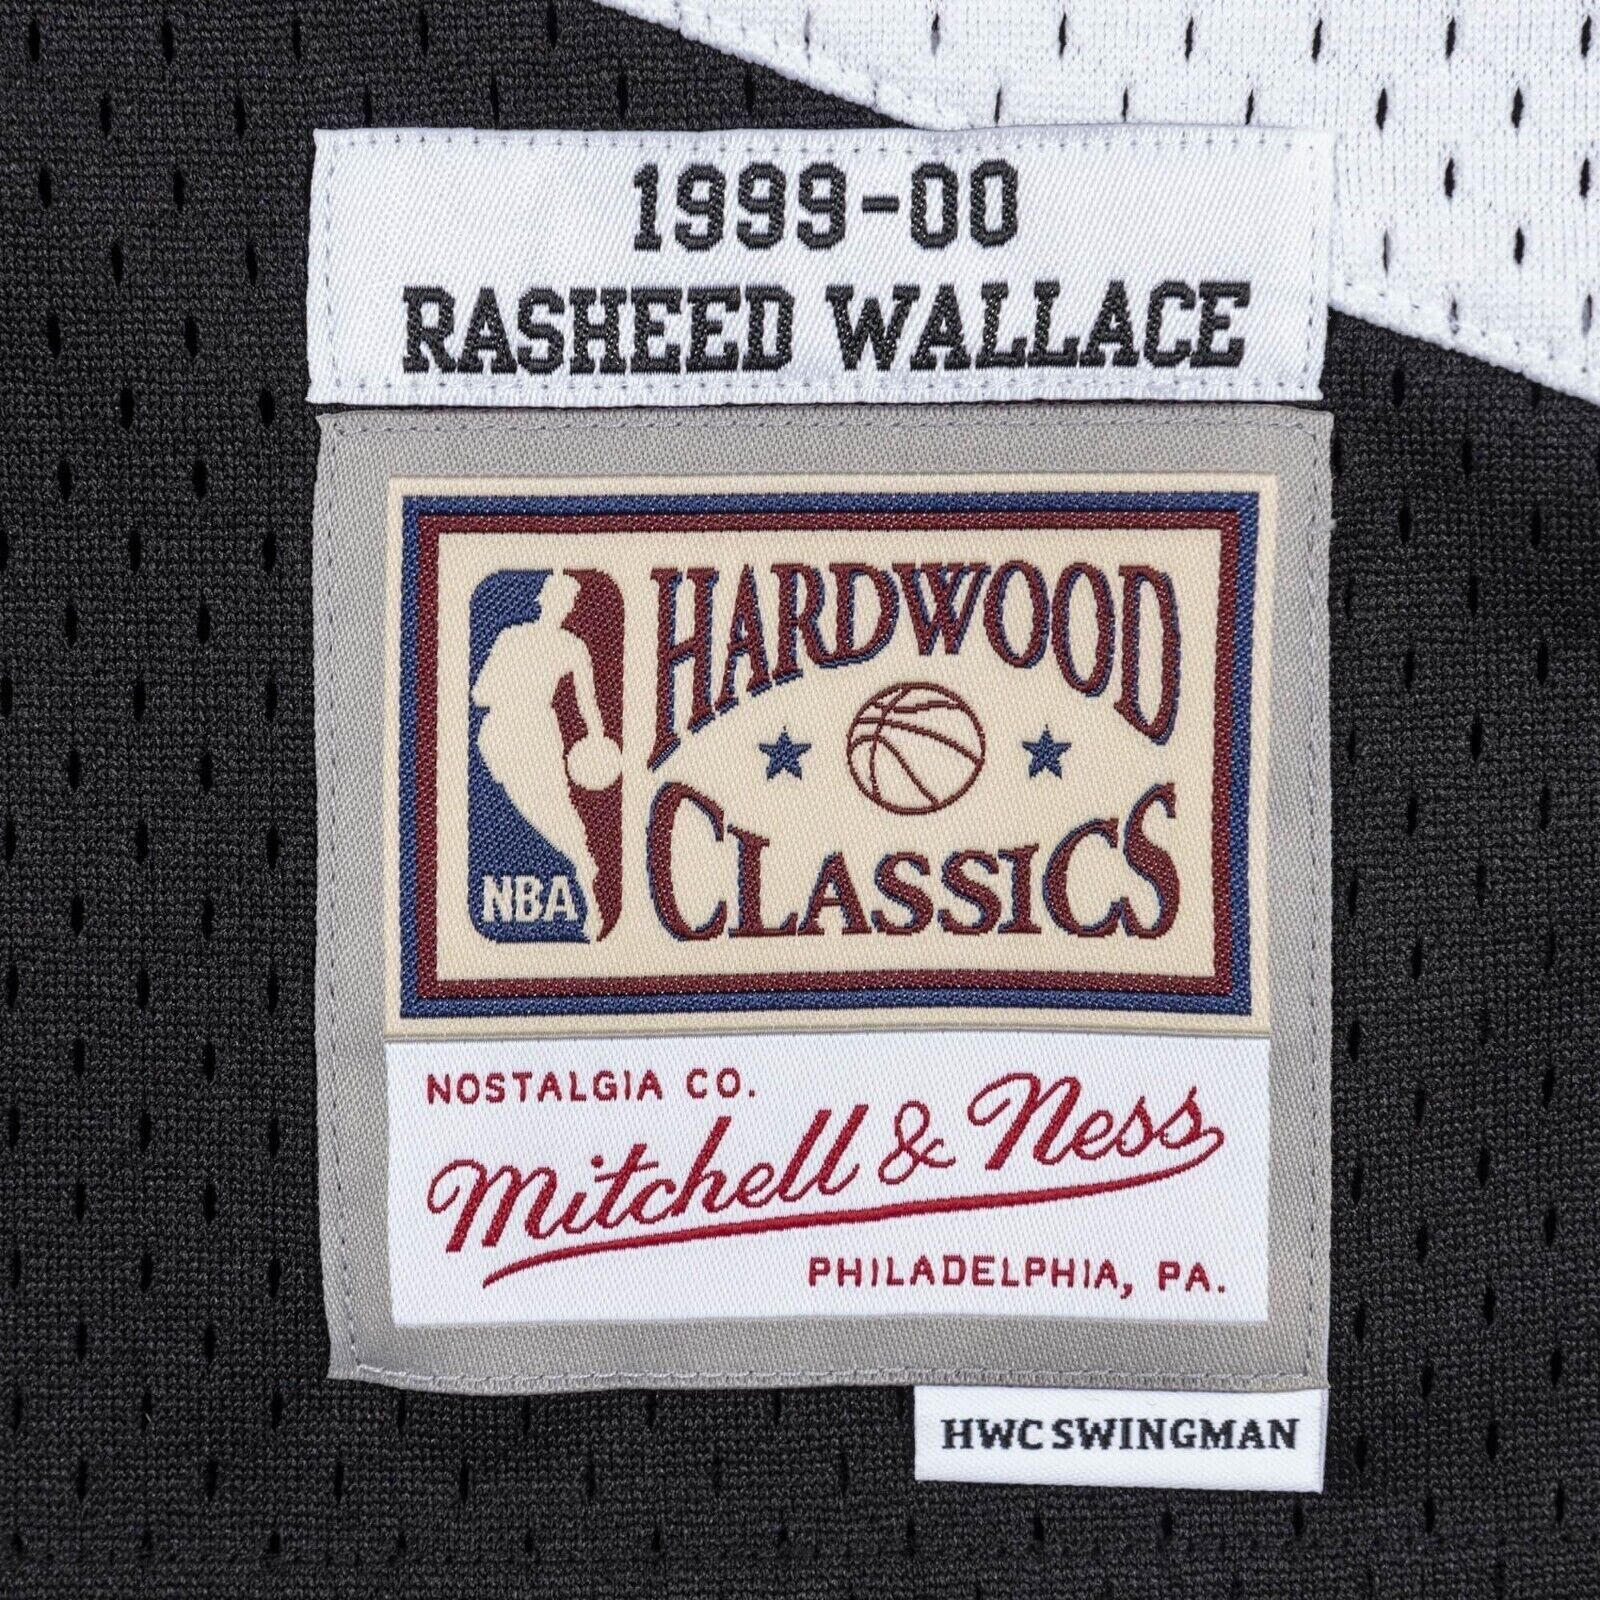 1999-00
RASHEED WALLACE
HARDWOOD
CLASSICS
NBA
NOSTALGIA CO.
Mitchell & Ness
PHILADELPHIA, PA.
HWC SWINGMAN